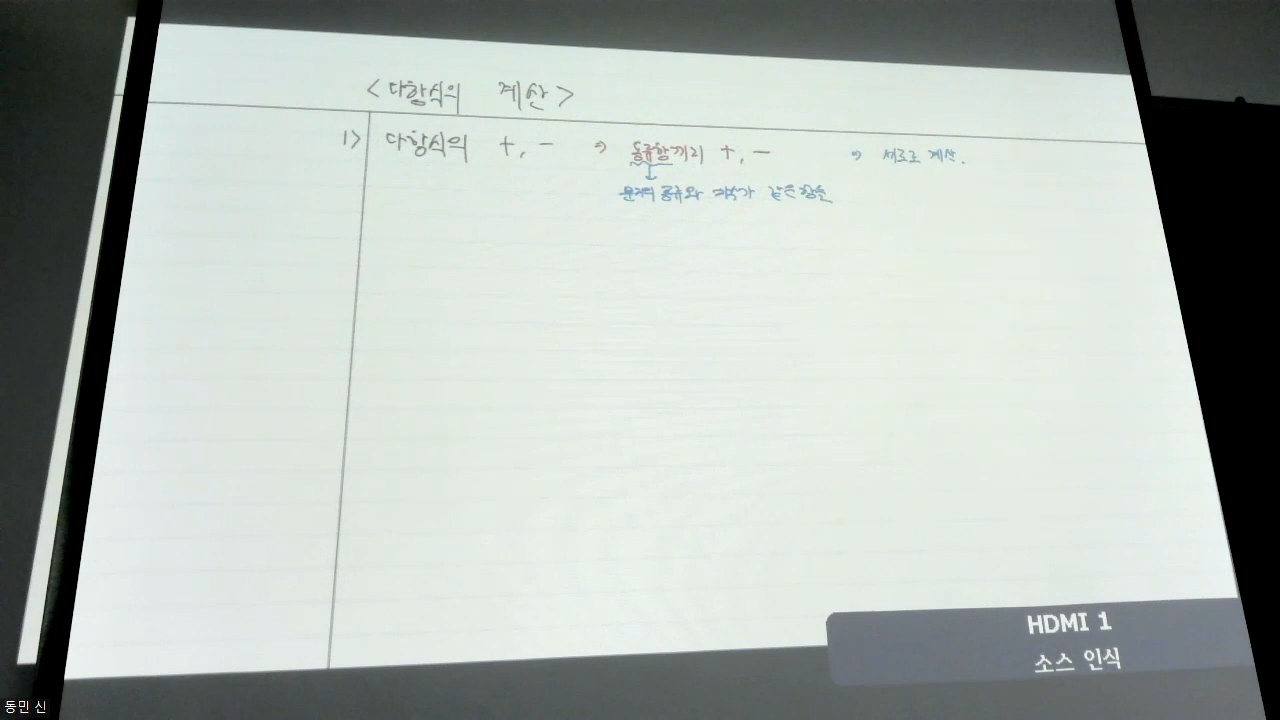 <다항식의 계산>
1> 다항식의 +, - ⇒ 동류항끼리 +, - ⇒ 세로로 계산.
↓
문자의 종류와 차수가 같은 항들
HDMI 1
소스 인식
동민 신